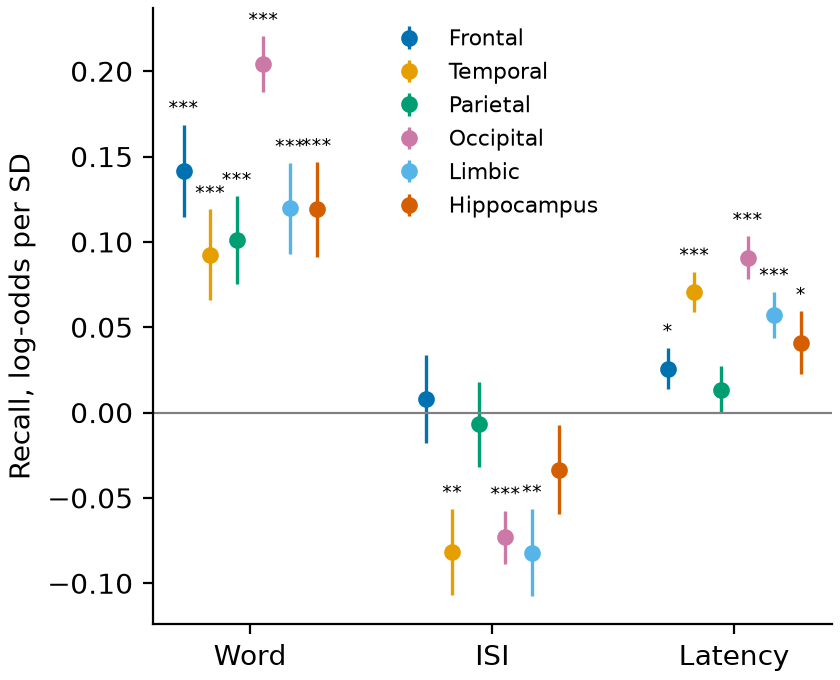 Recall, log-odds per SD
0.20
0.15
0.10
0.05
0.00
−0.05
−0.10
***
***
***
***
***
***
**
***
**
*
***
***
***
*
Frontal
Temporal
Parietal
Occipital
Limbic
Hippocampus
Word
ISI
Latency